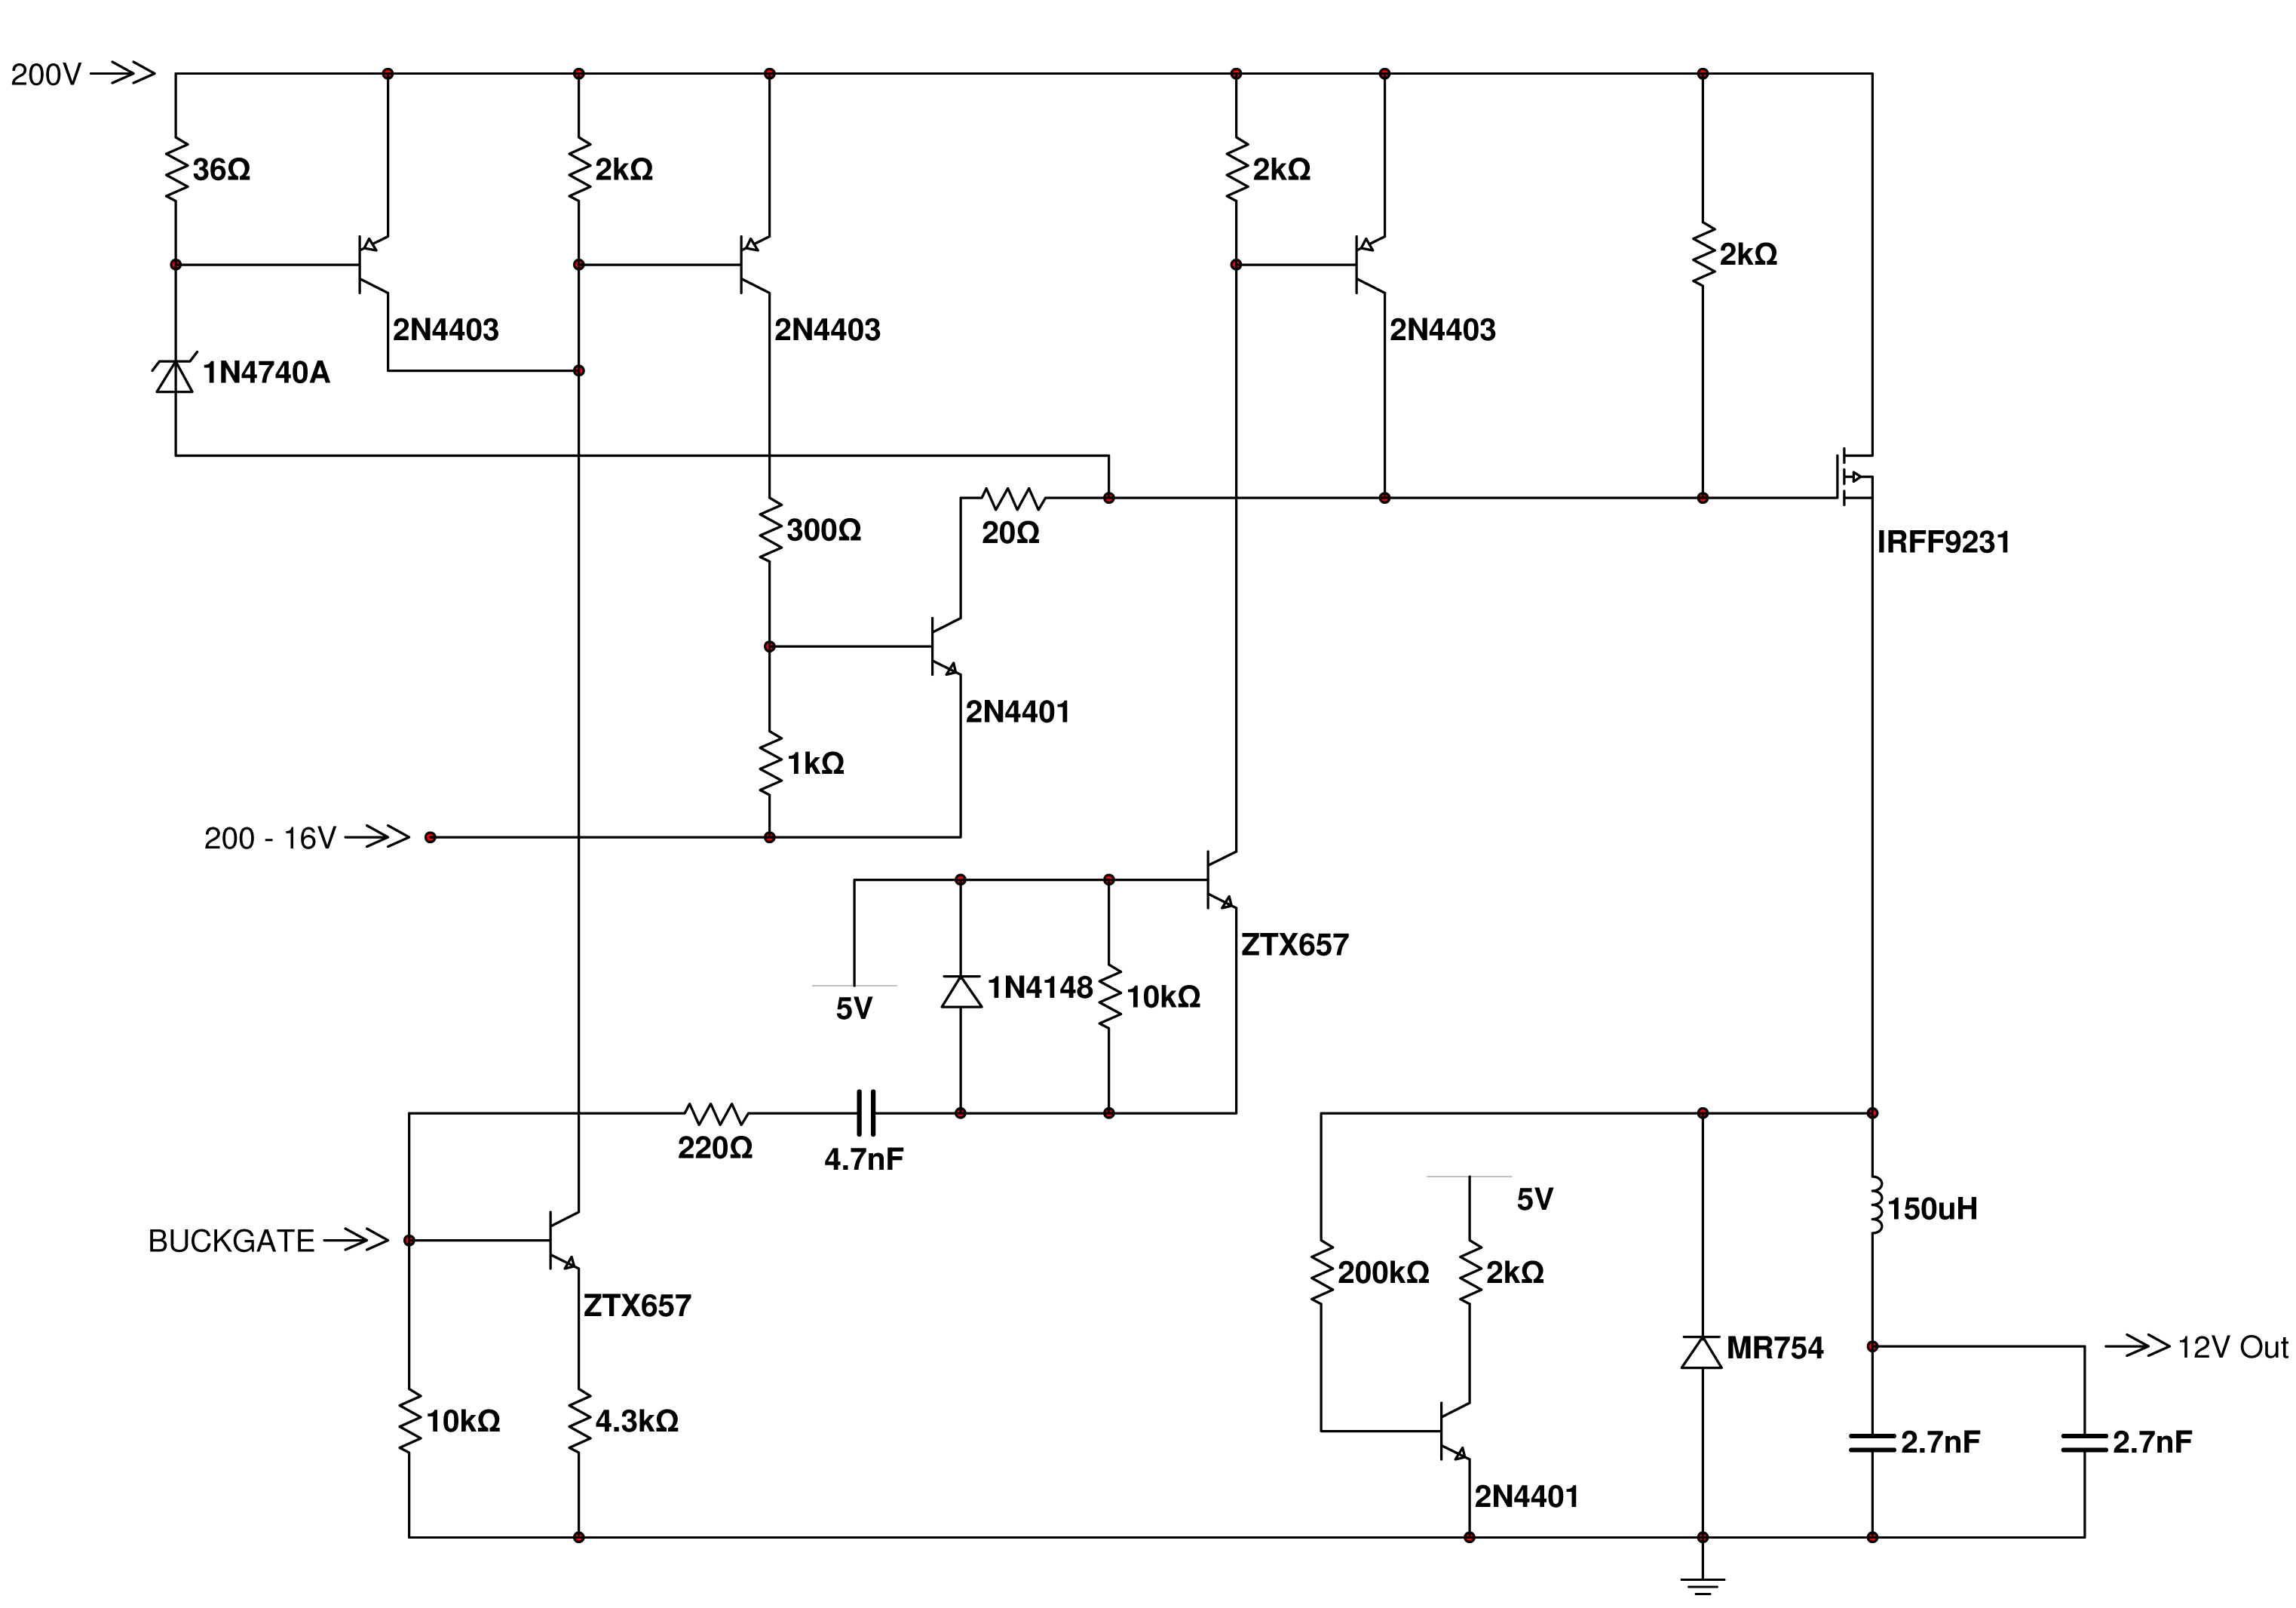 200V
36Ω
2kΩ
2kΩ
2kΩ
2N4403
2N4403
2N4403
1N4740A
300Ω
20Ω
IRFF9231
2N4401
1kΩ
200 - 16V
ZTX657
5V
1N4148
10kΩ
220Ω
4.7nF
5V
150uH
BUCKGATE
200kΩ
2kΩ
ZTX657
MR754
12V Out
10kΩ
4.3kΩ
2.7nF
2.7nF
2N4401